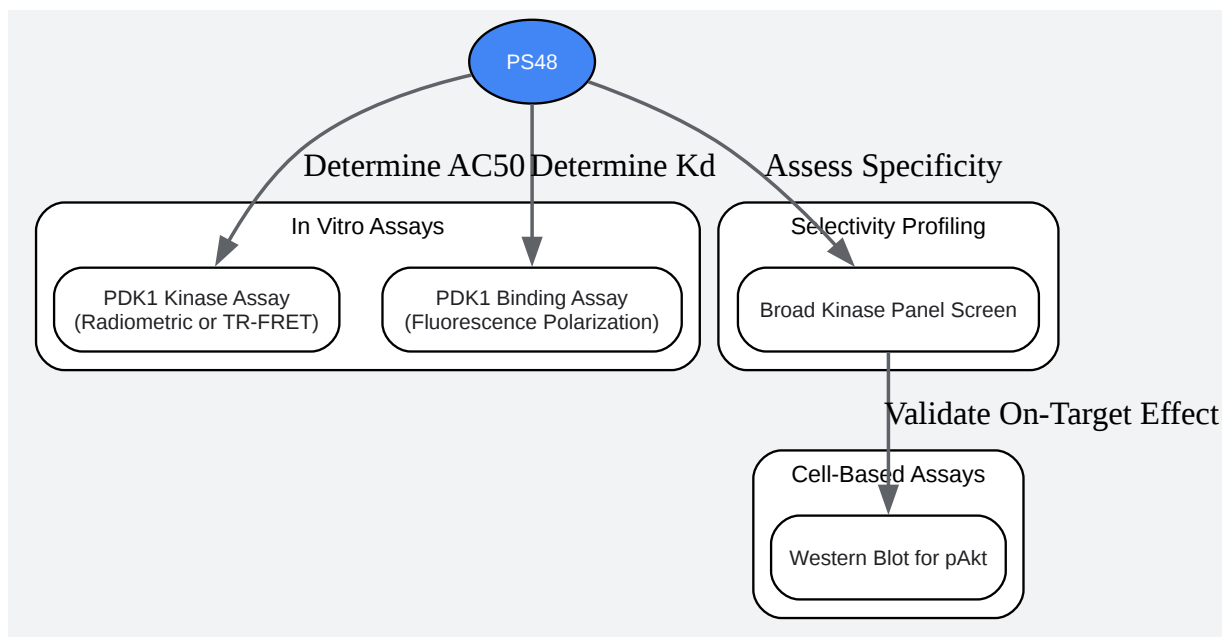 PS48
Determine AC50
Determine Kd
Assess Specificity
In Vitro Assays
Selectivity Profiling
PDK1 Kinase Assay
(Radiometric or TR-FRET)
PDK1 Binding Assay
(Fluorescence Polarization)
Broad Kinase Panel Screen
Validate On-Target Effect
Cell-Based Assays
Western Blot for pAkt